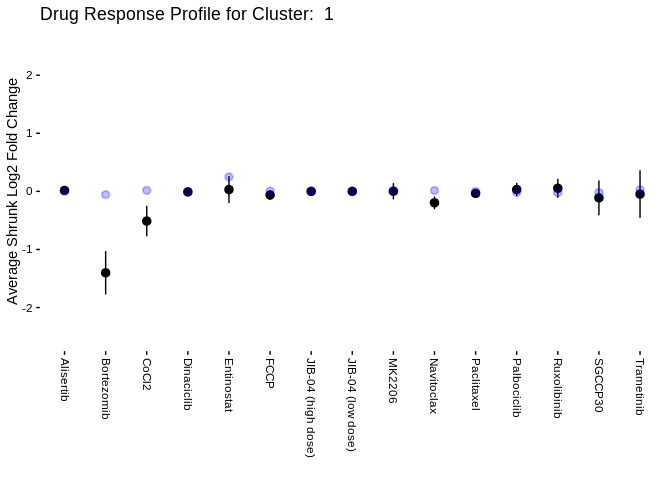 Drug Response Profile for Cluster:  1
Average Shrunk Log2 Fold Change
2
1
0
-1
-2
Alisertib
Bortezomib
CoCl2
Dinaciclib
Entinostat
FCCP
JIB-04 (high dose)
JIB-04 (low dose)
MK2206
Navitoclax
Paclitaxel
Palbociclib
Ruxolibinib
SGCCP30
Trametinib